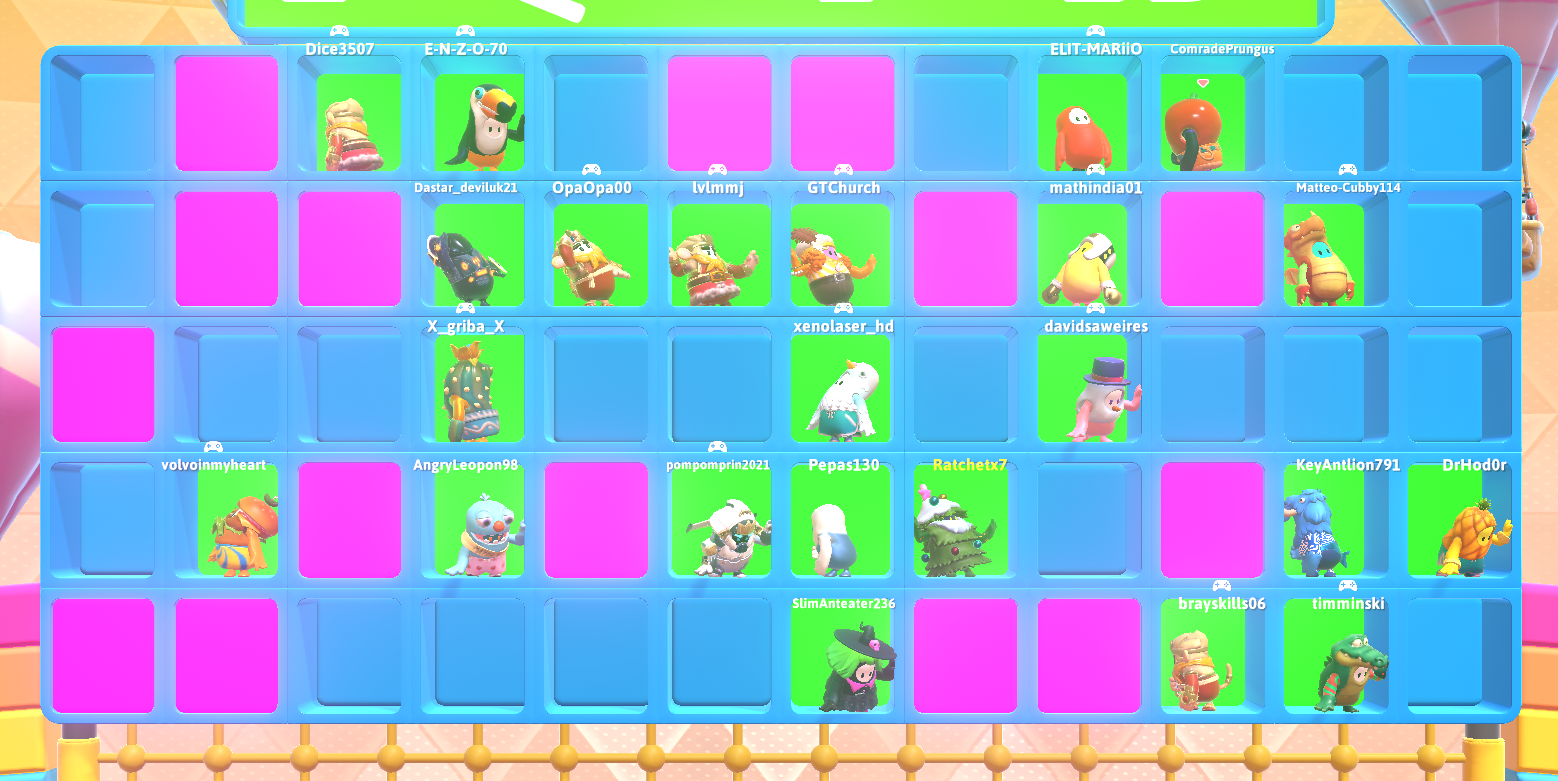 Dice3507
E-N-Z-O-70
ELIT-MARiiO
ComradePrungus
Dastar_deviluk21
OpaOpa00
lvlmmj
GTChurch
mathindia01
Matteo-Cubby114
X_griba_X
xenolaser_hd
davidsaweires
volvoinmyheart
AngryLeopon98
pompomprin2021
Pepas130
Ratchetx7
KeyAntlion791
DrHod0r
SlimAnteater236
brayskills06
timminski